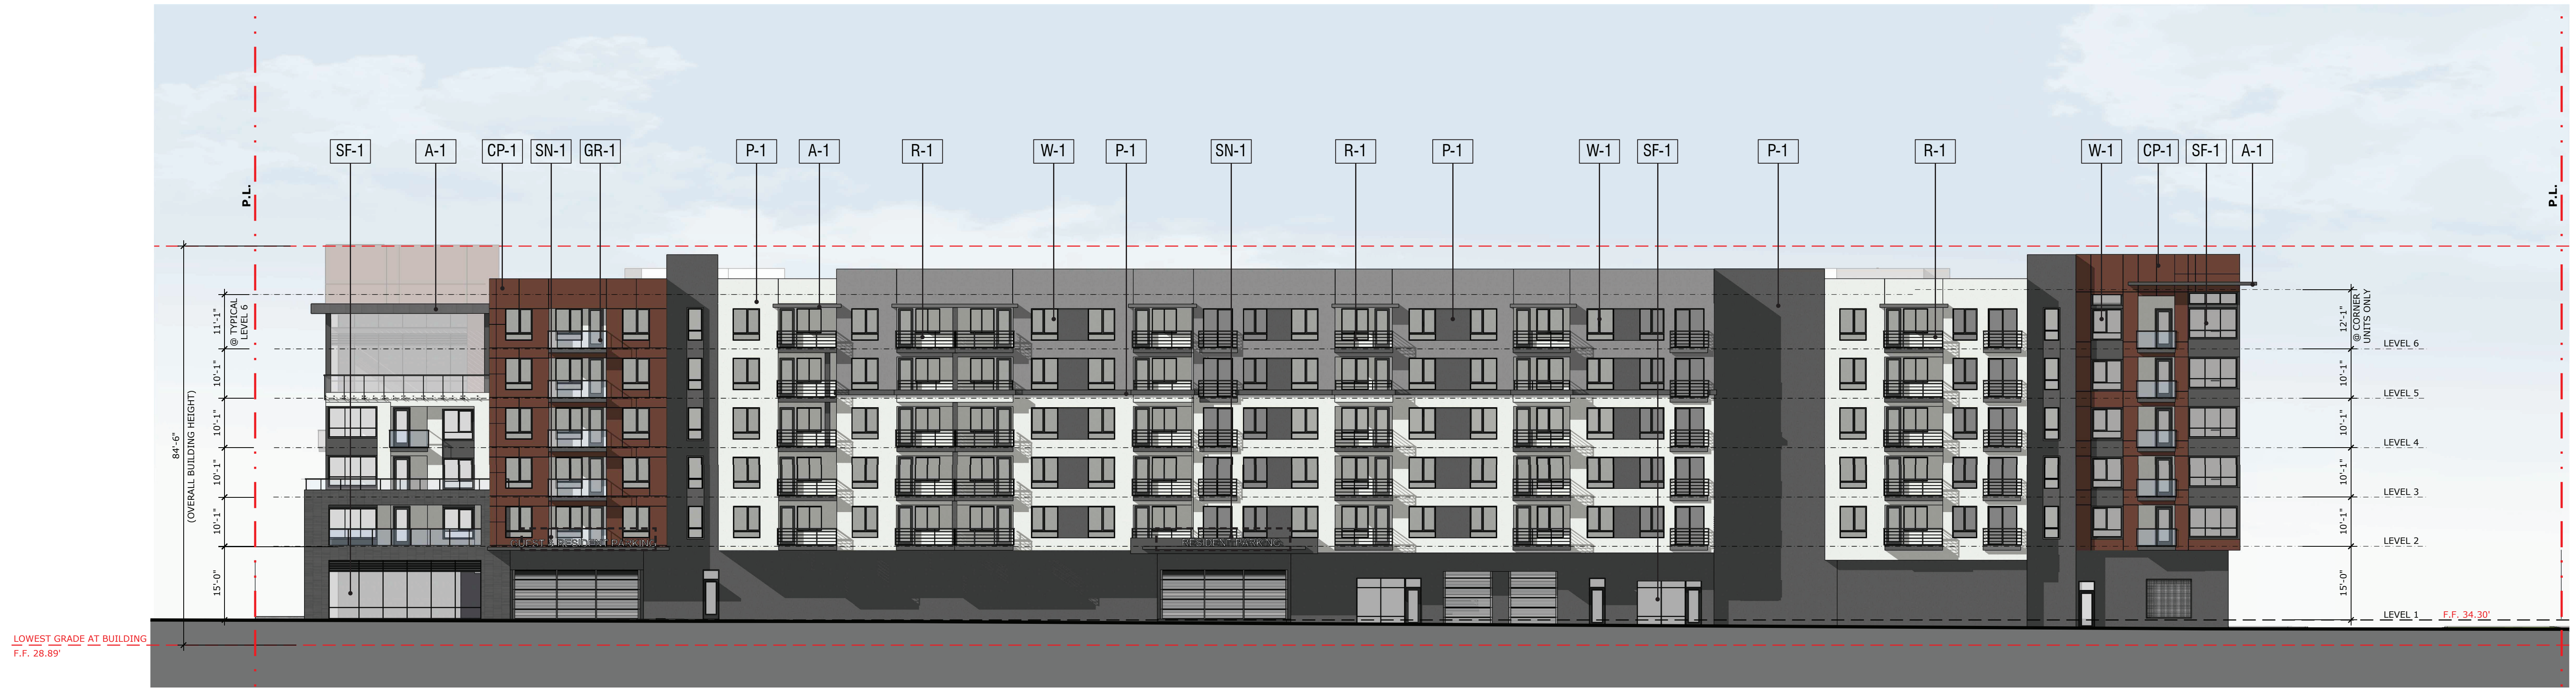 SF-1 A-1 CP-1 SN-1 GR-1 P-1 A-1 R-1 W-1 P-1 SN-1 R-1 P-1 W-1 SF-1 P-1 R-1 W-1 CP-1 SF-1 A-1
P.L.
P.L.
84'-6"
(OVERALL BUILDING HEIGHT)
11'-1"
@ TYPICAL
LEVEL 6
10'-1"
10'-1"
10'-1"
10'-1"
15'-0"
GUEST & RESIDENT PARKING
RESIDENT PARKING
12'-1"
@ CORNER
UNITS ONLY
10'-1"
10'-1"
10'-1"
10'-1"
15'-0"
LEVEL 6
LEVEL 5
LEVEL 4
LEVEL 3
LEVEL 2
LEVEL 1 F.F. 34.30'
LOWEST GRADE AT BUILDING
F.F. 28.89'